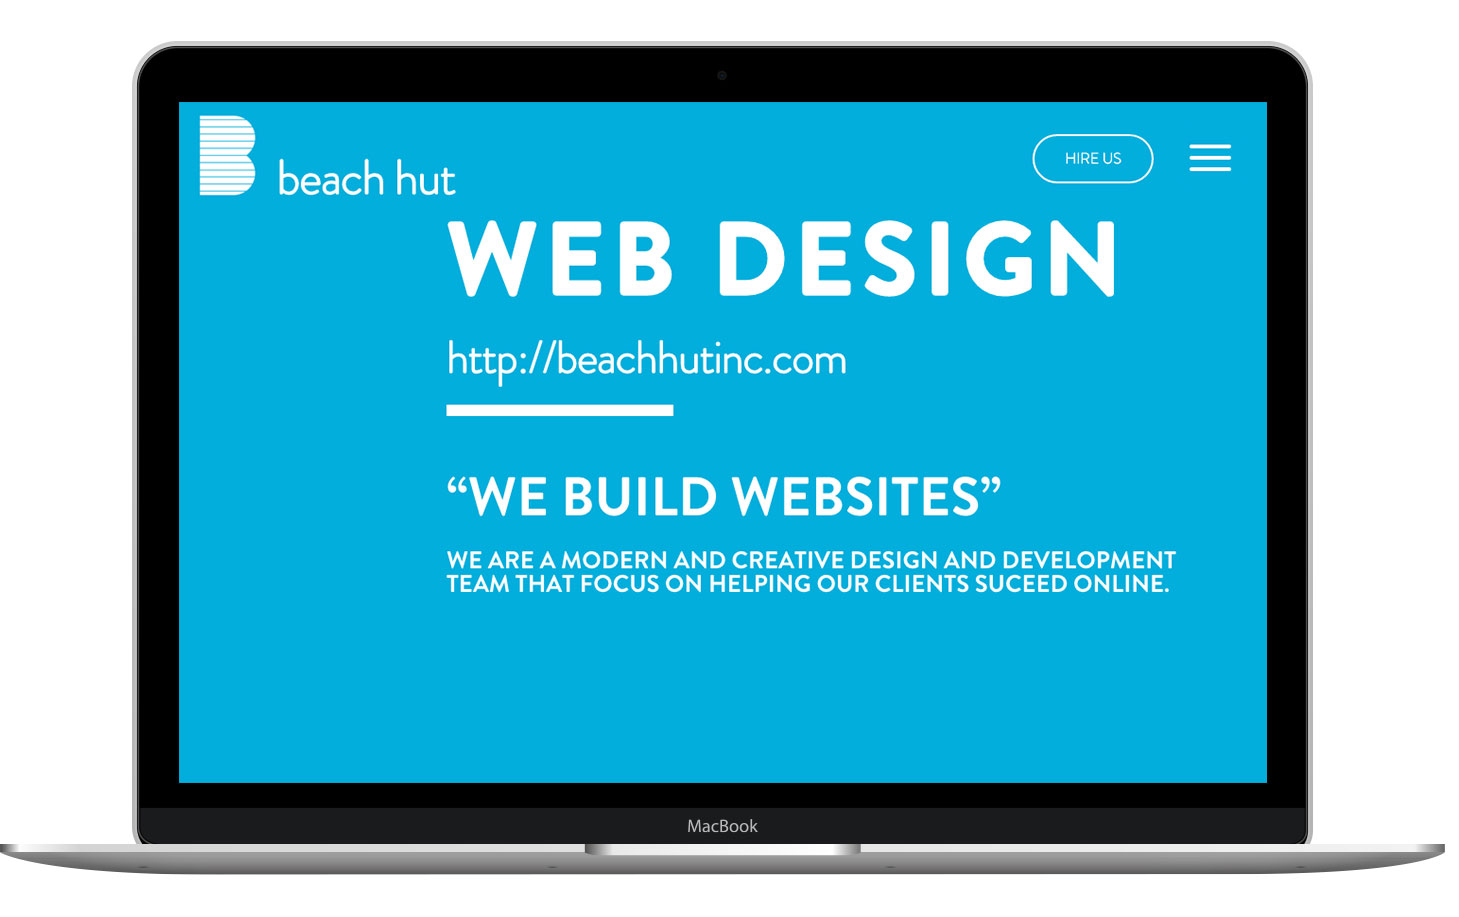 beach hut
HIRE US
WEB DESIGN
http://beachhutinc.com
“WE BUILD WEBSITES”
WE ARE A MODERN AND CREATIVE DESIGN AND DEVELOPMENT
TEAM THAT FOCUS ON HELPING OUR CLIENTS SUCEED ONLINE.
MacBook